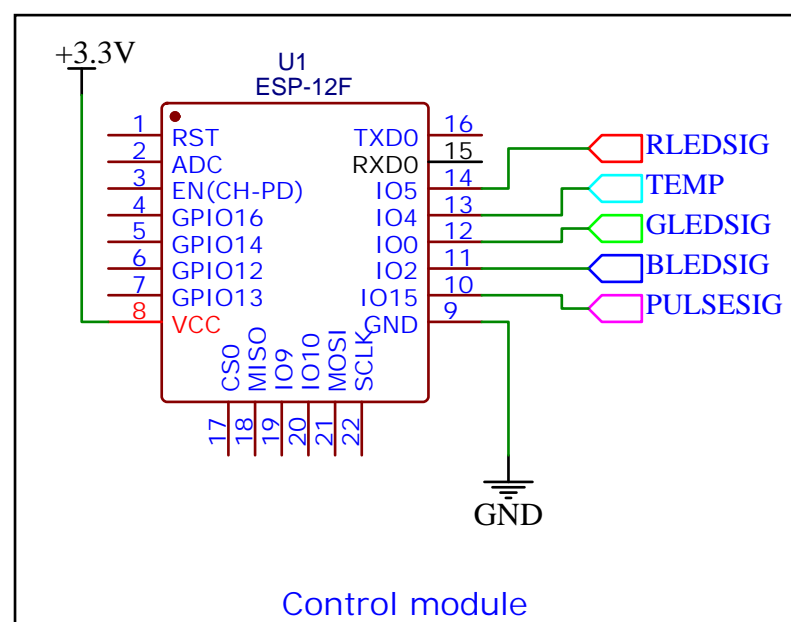 +3.3V
U1
ESP-12F
1 RST TXD0 16
2 ADC RXD0 15
3 EN(CH-PD) IO5 14 RLEDSIG
4 GPIO16 IO4 13 TEMP
5 GPIO14 IO0 12 GLEDSIG
6 GPIO12 IO2 11 BLEDSIG
7 GPIO13 IO15 10 PULSESIG
8 VCC GND 9
CS0 MISO IO9 IO10 MOSI SCLK
17 18 19 20 21 22
GND
Control module